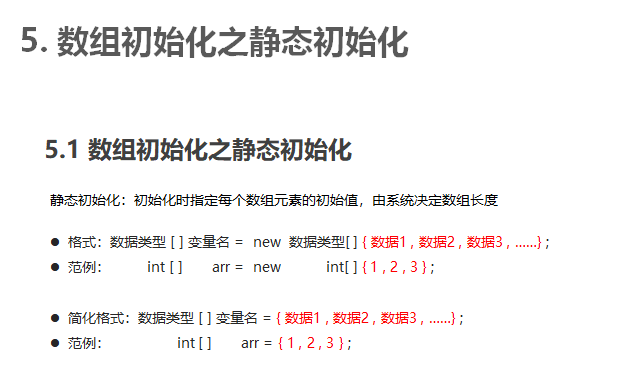 5. 数组初始化之静态初始化
5.1 数组初始化之静态初始化
静态初始化：初始化时指定每个数组元素的初始值，由系统决定数组长度
● 格式：数据类型 [ ] 变量名 = new 数据类型[ ] { 数据1 , 数据2 , 数据3 , ……} ;
● 范例： int [ ] arr = new int[ ] { 1 , 2 , 3 } ;
● 简化格式：数据类型 [ ] 变量名 = { 数据1 , 数据2 , 数据3 , ……} ;
● 范例： int [ ] arr = { 1 , 2 , 3 } ;